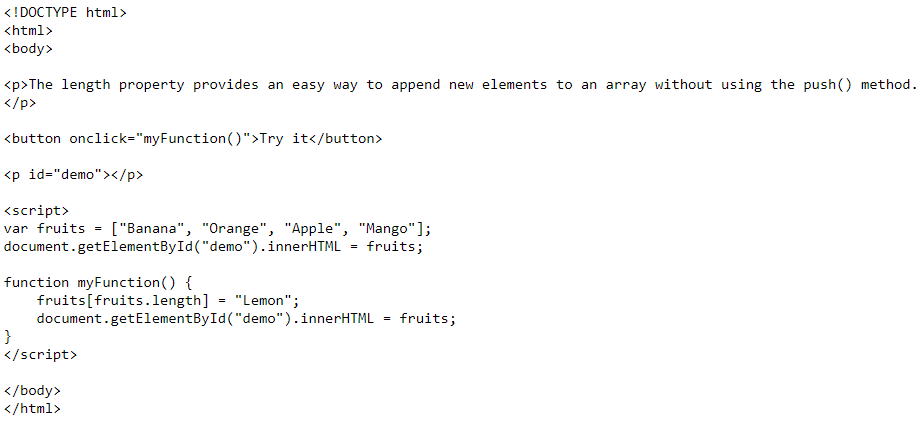 <!DOCTYPE html>
<html>
<body>
<p>The length property provides an easy way to append new elements to an array without using the push() method.
</p>
<button onclick="myFunction()">Try it</button>
<p id="demo"></p>
<script>
var fruits = ["Banana", "Orange", "Apple", "Mango"];
document.getElementById("demo").innerHTML = fruits;
function myFunction() {
    fruits[fruits.length] = "Lemon";
    document.getElementById("demo").innerHTML = fruits;
}
</script>
</body>
</html>